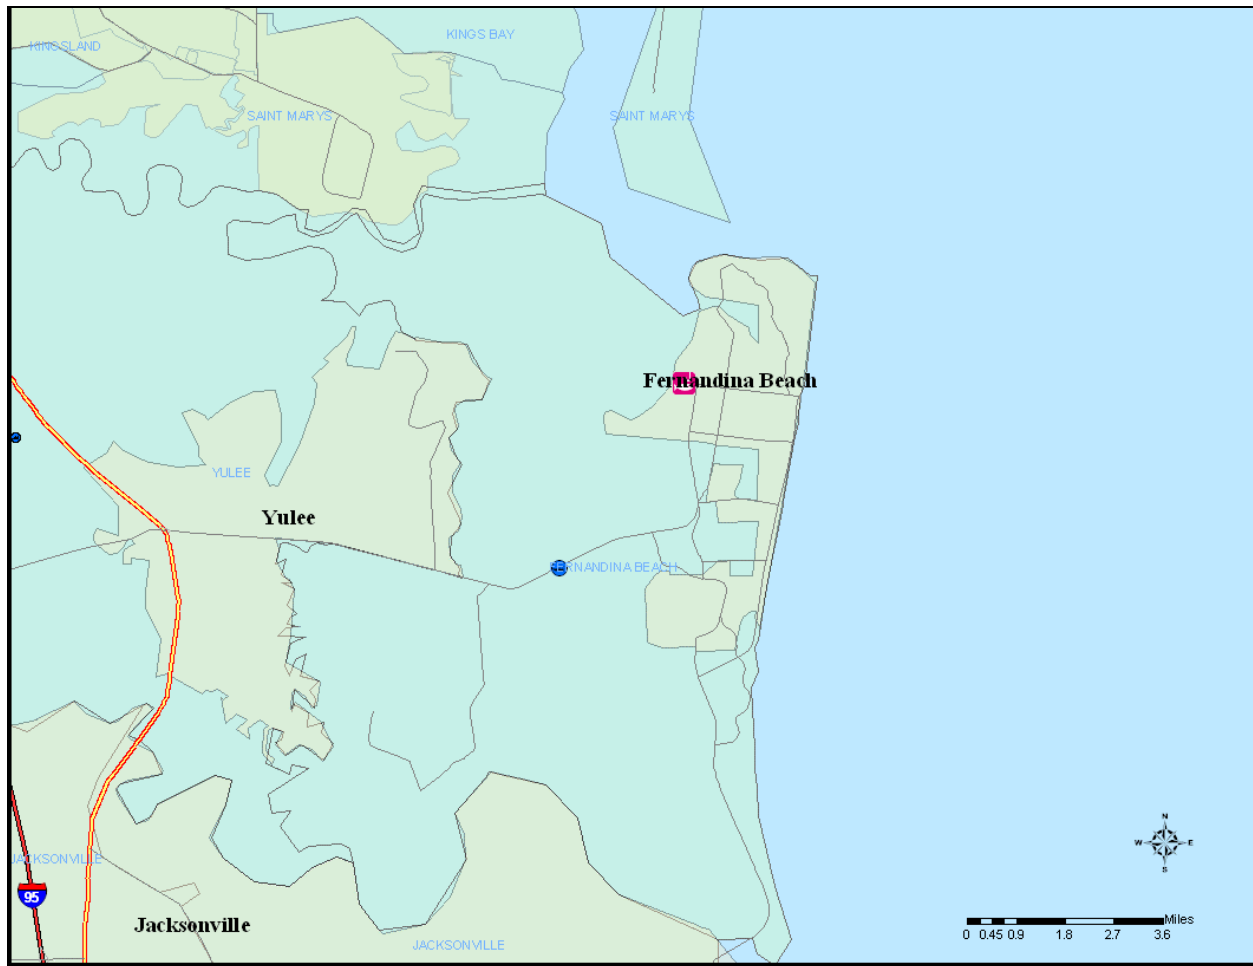 KINGS BAY
KINGSLAND
SAINT MARYS
SAINT MARYS
Fernandina Beach
YULEE
Yulee
FERNANDINA BEACH
N
W E
S
JACKSONVILLE
95
Jacksonville
JACKSONVILLE
Miles
0 0.45 0.9 1.8 2.7 3.6